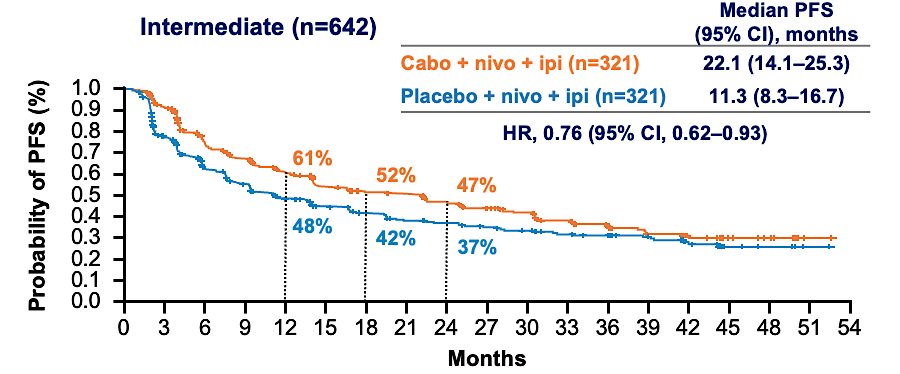 Intermediate (n=642)
Median PFS
(95% CI), months
Cabo + nivo + ipi (n=321) 22.1 (14.1–25.3)
Placebo + nivo + ipi (n=321) 11.3 (8.3–16.7)
HR, 0.76 (95% CI, 0.62–0.93)
Probability of PFS (%)
1.0
0.9
0.8
0.7
0.6
0.5
0.4
0.3
0.2
0.1
0.0
61%
52%
47%
48%
42%
37%
0 3 6 9 12 15 18 21 24 27 30 33 36 39 42 45 48 51 54
Months